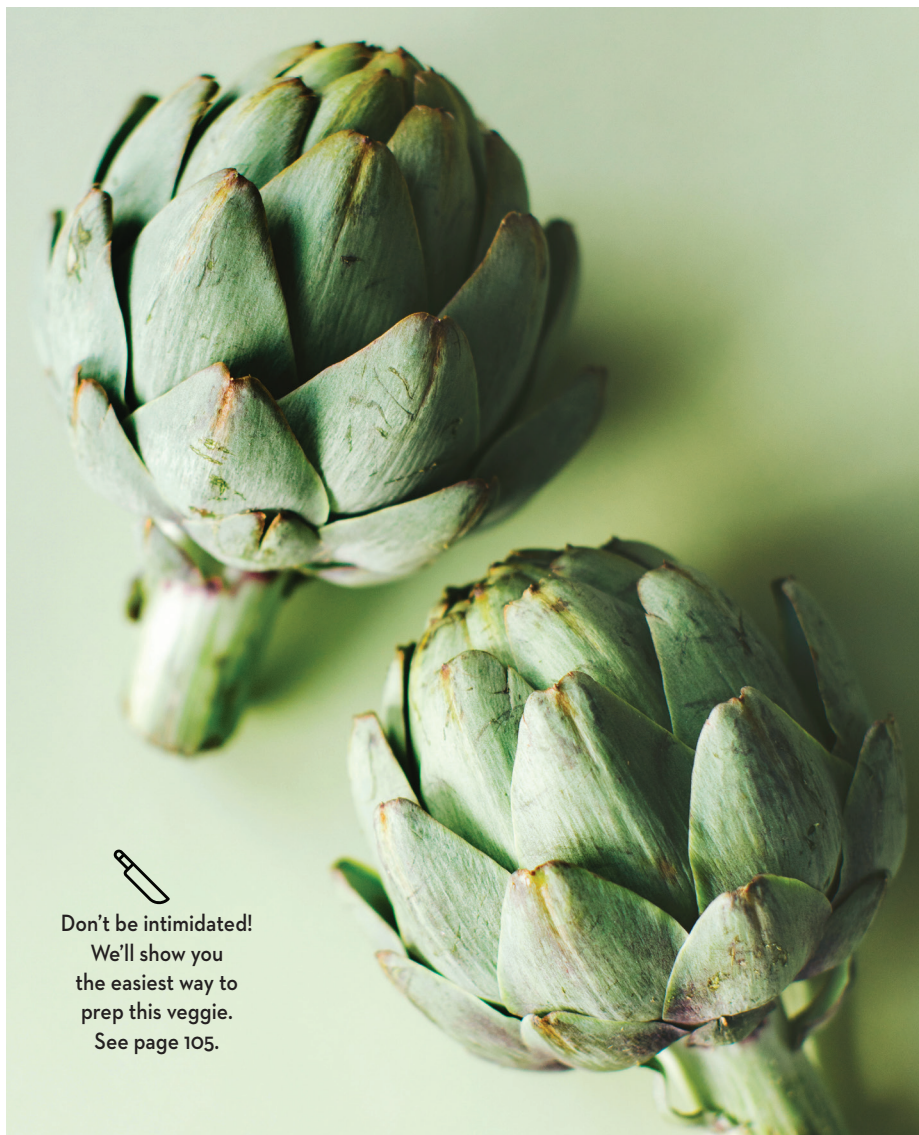 Don’t be intimidated!
We’ll show you
the easiest way to
prep this veggie.
See page 105.